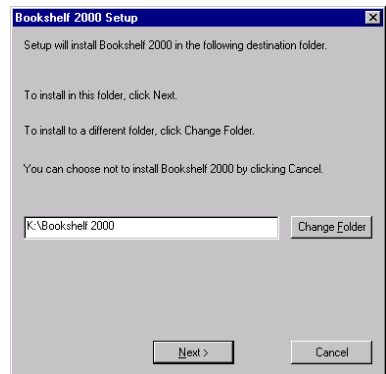 Bookshelf 2000 Setup
Setup will install Bookshelf 2000 in the following destination folder.
To install in this folder, click Next.
To install to a different folder, click Change Folder.
You can choose not to install Bookshelf 2000 by clicking Cancel.
K:\Bookshelf 2000
Change Folder
Next >
Cancel